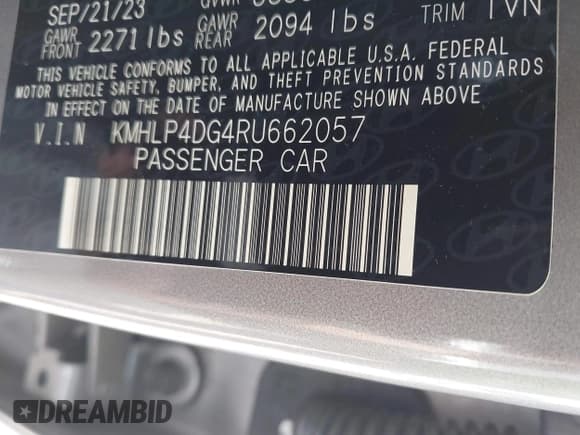 SEP/21/23 GVWR
GAWR FRONT 2271 lbs GAWR REAR 2094 lbs TRIM TVN
THIS VEHICLE CONFORMS TO ALL APPLICABLE U.S.A. FEDERAL
MOTOR VEHICLE SAFETY, BUMPER, AND THEFT PREVENTION STANDARDS
IN EFFECT ON THE DATE OF MANUFACTURE SHOWN ABOVE
V.I.N KMHLP4DG4RU662057
PASSENGER CAR
DREAMBID